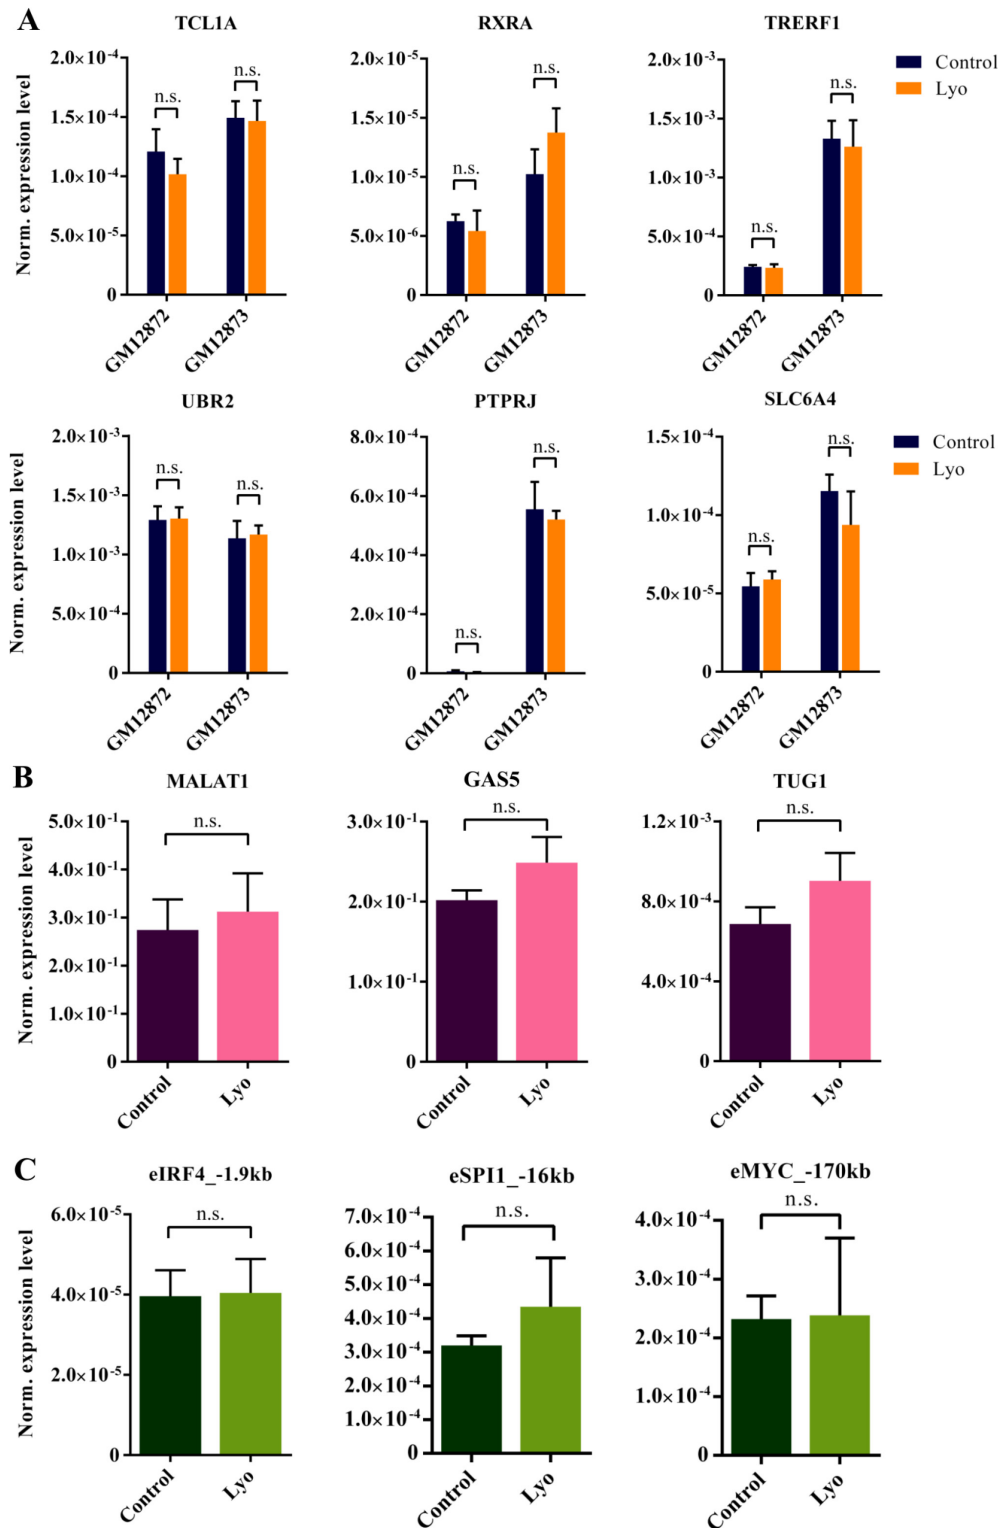 A
TCL1A
RXRA
TRERF1
Norm. expression level
2.0×10⁻⁴
1.5×10⁻⁴
1.0×10⁻⁴
5.0×10⁻⁵
0
n.s.
n.s.
GM12872
GM12873
2.0×10⁻⁵
1.5×10⁻⁵
1.0×10⁻⁵
5.0×10⁻⁶
0
n.s.
n.s.
GM12872
GM12873
2.0×10⁻³
1.5×10⁻³
1.0×10⁻³
5.0×10⁻⁴
0
n.s.
n.s.
GM12872
GM12873
Control
Lyo
UBR2
PTPRJ
SLC6A4
Norm. expression level
2.0×10⁻³
1.5×10⁻³
1.0×10⁻³
5.0×10⁻⁴
0
n.s.
n.s.
GM12872
GM12873
8.0×10⁻⁴
6.0×10⁻⁴
4.0×10⁻⁴
2.0×10⁻⁴
0
n.s.
n.s.
GM12872
GM12873
1.5×10⁻⁴
1.0×10⁻⁴
5.0×10⁻⁵
0
n.s.
n.s.
GM12872
GM12873
Control
Lyo
B
MALAT1
GAS5
TUG1
Norm. expression level
5.0×10⁻¹
4.0×10⁻¹
3.0×10⁻¹
2.0×10⁻¹
1.0×10⁻¹
0
n.s.
Control
Lyo
3.0×10⁻¹
2.0×10⁻¹
1.0×10⁻¹
0
n.s.
Control
Lyo
1.2×10⁻³
8.0×10⁻⁴
4.0×10⁻⁴
0
n.s.
Control
Lyo
C
eIRF4_-1.9kb
eSPI1_-16kb
eMYC_-170kb
Norm. expression level
6.0×10⁻⁵
4.0×10⁻⁵
2.0×10⁻⁵
0
n.s.
Control
Lyo
7.0×10⁻⁴
6.0×10⁻⁴
5.0×10⁻⁴
4.0×10⁻⁴
3.0×10⁻⁴
2.0×10⁻⁴
1.0×10⁻⁴
0
n.s.
Control
Lyo
4.0×10⁻⁴
3.0×10⁻⁴
2.0×10⁻⁴
1.0×10⁻⁴
0
n.s.
Control
Lyo